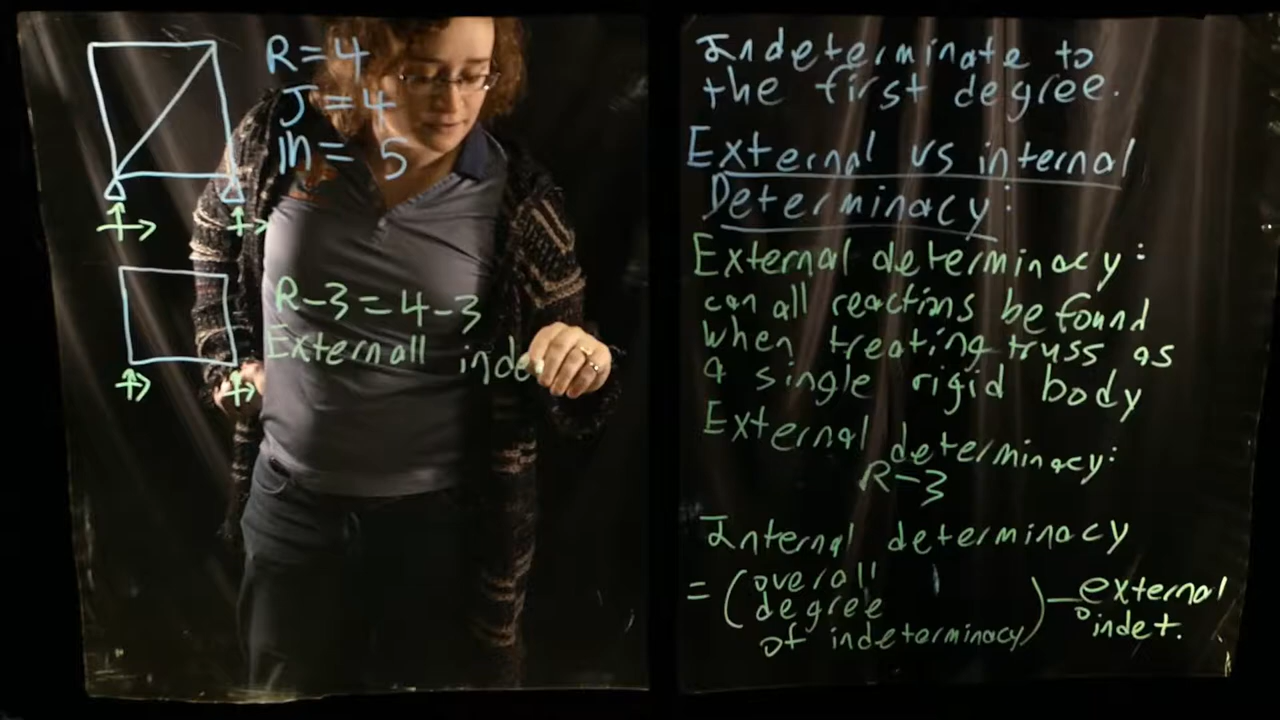 R=4
J=4
m=5
R-3=4-3
Externall inde
Indeterminate to
the first degree.
External vs internal
Determinacy:
External determinacy:
can all reactions be found
when treating truss as
a single rigid body
External determinacy:
R-3
Internal determinacy
= (overall
degree
of indeterminacy) - external
indet.